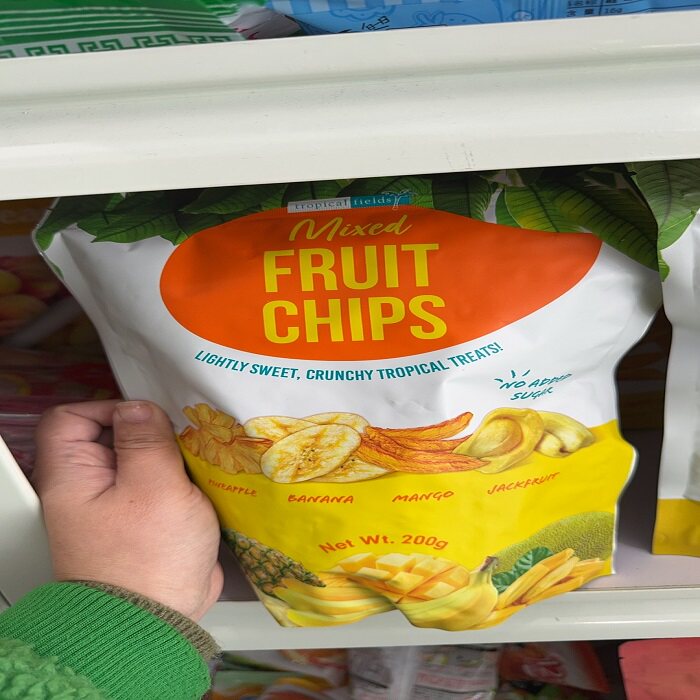 tropical fields
Mixed
FRUIT
CHIPS
LIGHTLY SWEET, CRUNCHY TROPICAL TREATS!
NO ADDED
SUGAR
PINEAPPLE BANANA MANGO JACKFRUIT
Net Wt. 200g